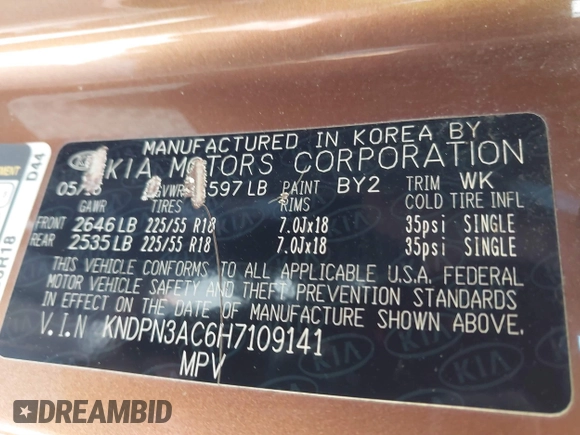 MANUFACTURED IN KOREA BY
KIA MOTORS CORPORATION
GVWR 597 LB PAINT BY2 TRIM WK
GAWR TIRES RIMS COLD TIRE INFL
FRONT 2646 LB 225/55 R18 7.0Jx18 35psi SINGLE
REAR 2535 LB 225/55 R18 7.0Jx18 35psi SINGLE
THIS VEHICLE CONFORMS TO ALL APPLICABLE U.S.A. FEDERAL
MOTOR VEHICLE SAFETY AND THEFT PREVENTION STANDARDS
IN EFFECT ON THE DATE OF MANUFACTURE SHOWN ABOVE.
V.I.N KNDPN3AC6H7109141
MPV
D44
KIA
DREAMBID